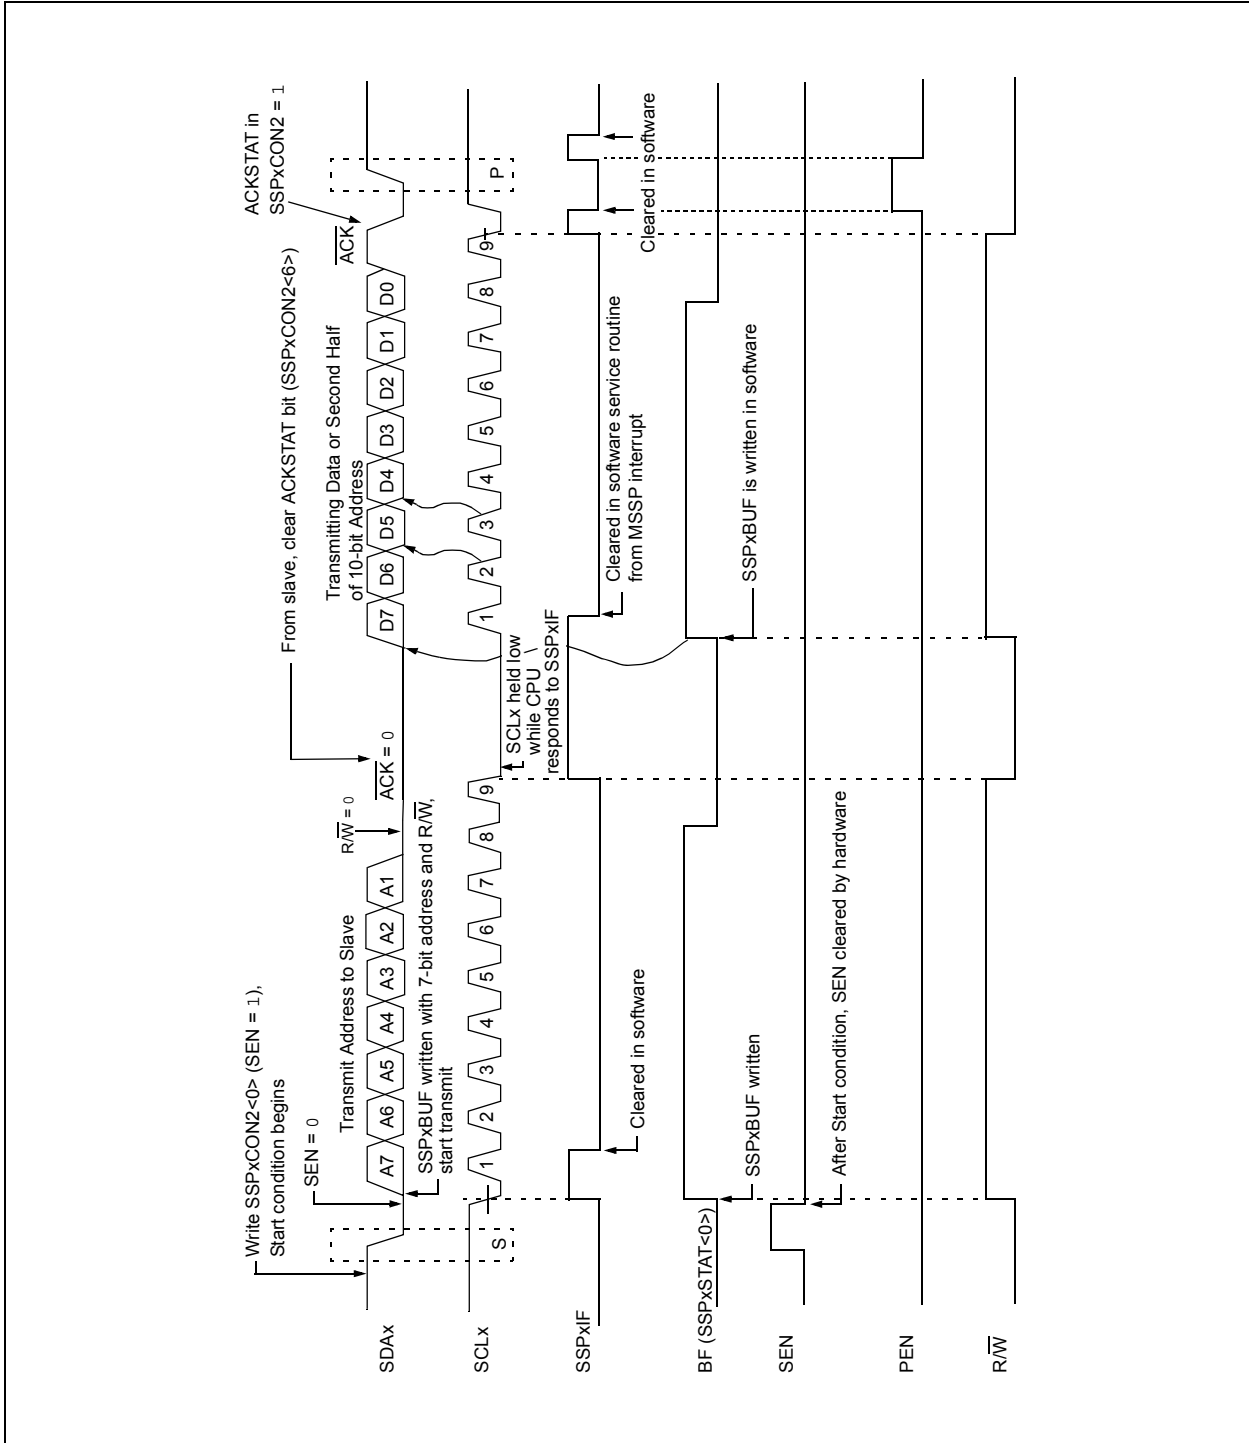 Write SSPxCON2<0> (SEN = 1),
Start condition begins
SEN = 0
Transmit Address to Slave
R/W = 0
ACK = 0
From slave, clear ACKSTAT bit (SSPxCON2<6>)
Transmitting Data or Second Half
of 10-bit Address
ACK
ACKSTAT in
SSPxCON2 = 1
SDAx
A7 A6 A5 A4 A3 A2 A1
D7 D6 D5 D4 D3 D2 D1 D0
SSPxBUF written with 7-bit address and R/W,
start transmit
SCLx
S
1 2 3 4 5 6 7 8 9
1 2 3 4 5 6 7 8 9
P
SCLx held low
while CPU
responds to SSPxIF
SSPxIF
Cleared in software
Cleared in software service routine
from MSSP interrupt
Cleared in software
BF (SSPxSTAT<0>)
SSPxBUF written
SSPxBUF is written in software
SEN
After Start condition, SEN cleared by hardware
PEN
R/W